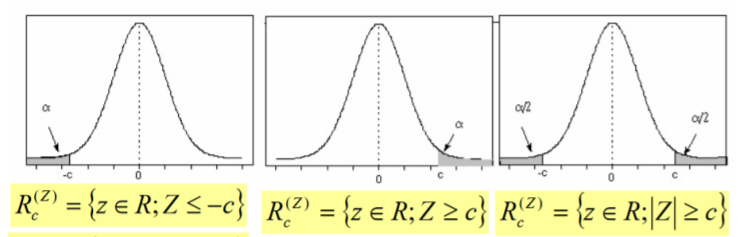 α
-c 0
R_c^(Z) = {z ∈ R; Z ≤ -c}
α
0 c
R_c^(Z) = {z ∈ R; Z ≥ c}
α/2 α/2
-c 0 c
R_c^(Z) = {z ∈ R; |Z| ≥ c}